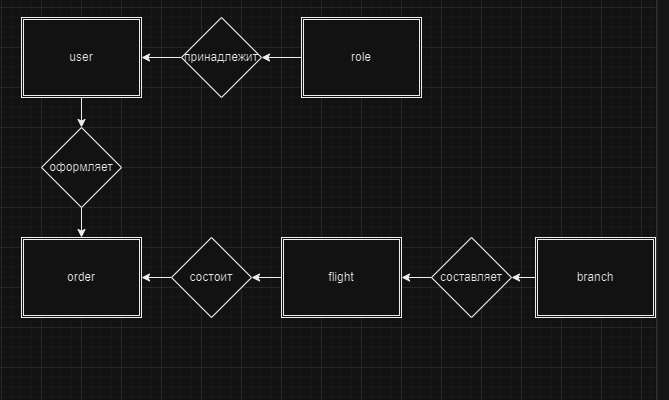 user
принадлежит
role
оформляет
order
состоит
flight
составляет
branch